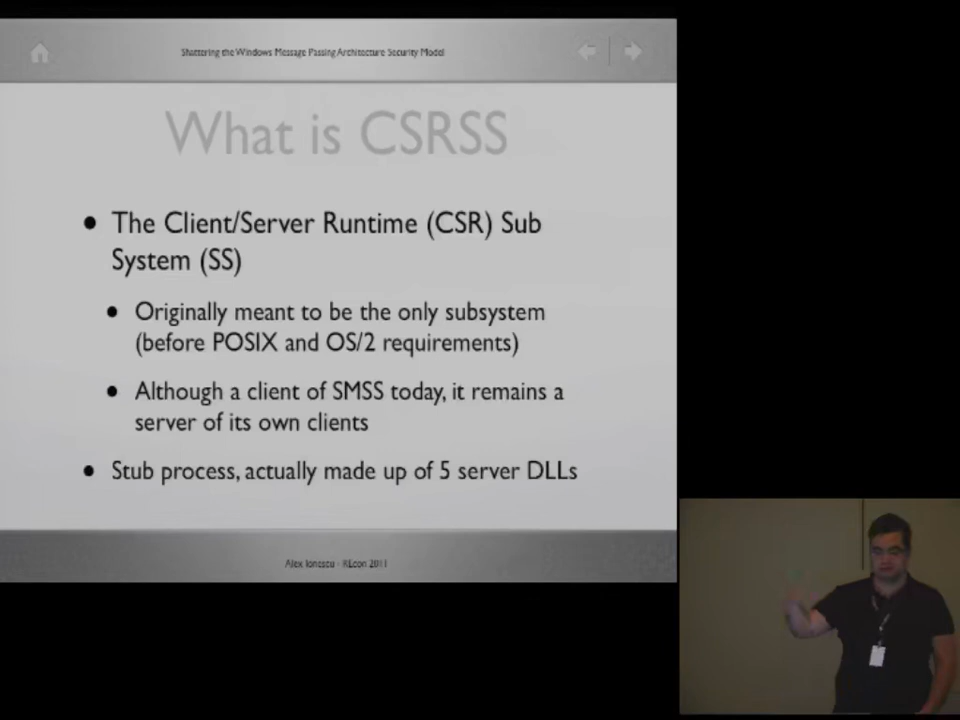 Shattering the Windows Message Passing Architecture Security Model
What is CSRSS
• The Client/Server Runtime (CSR) Sub
System (SS)
• Originally meant to be the only subsystem
(before POSIX and OS/2 requirements)
• Although a client of SMSS today, it remains a
server of its own clients
• Stub process, actually made up of 5 server DLLs
Alex Ionescu - REcon 2011